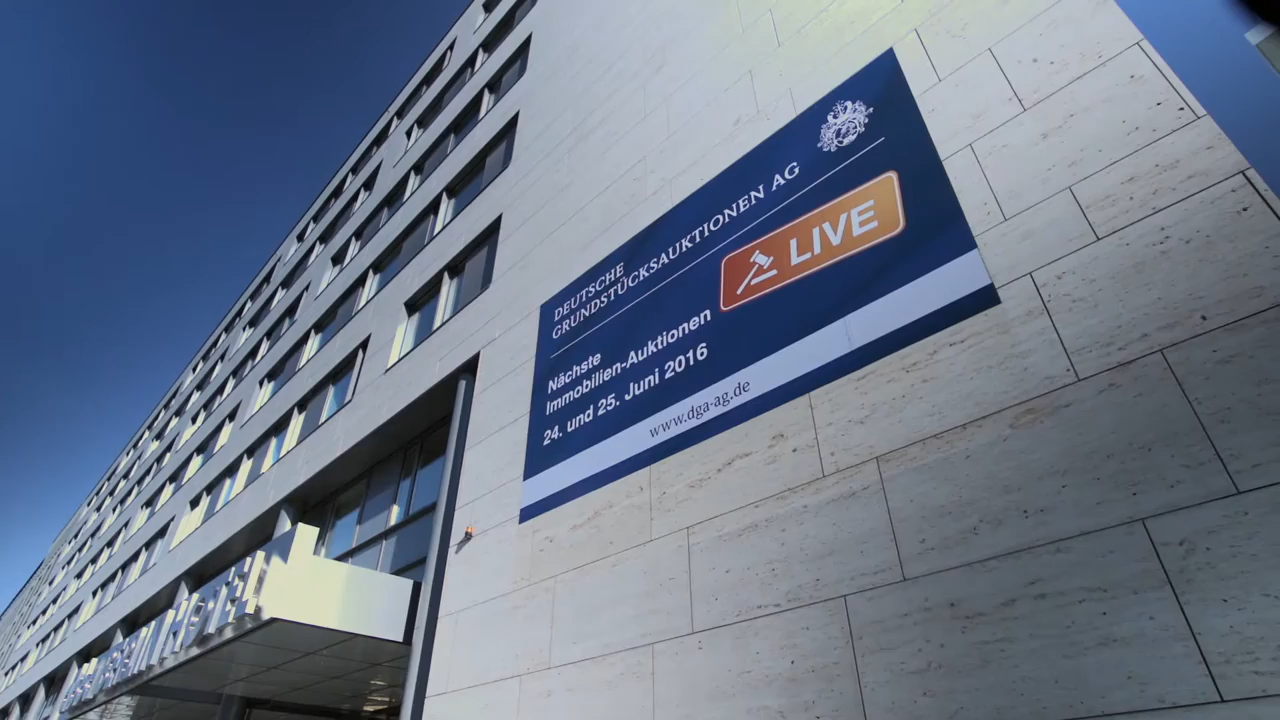 DEUTSCHE
GRUNDSTÜCKSAUKTIONEN AG
LIVE
Nächste
Immobilien-Auktionen
24. und 25. Juni 2016
www.dga-ag.de